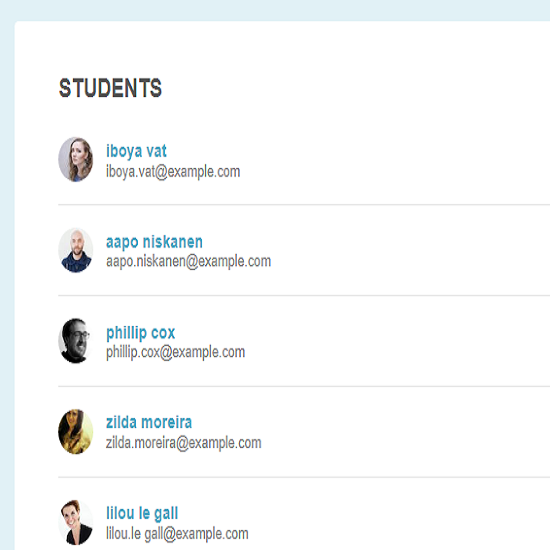 STUDENTS
iboya vat
iboya.vat@example.com
aapo niskanen
aapo.niskanen@example.com
phillip cox
phillip.cox@example.com
zilda moreira
zilda.moreira@example.com
lilou le gall
lilou.le gall@example.com